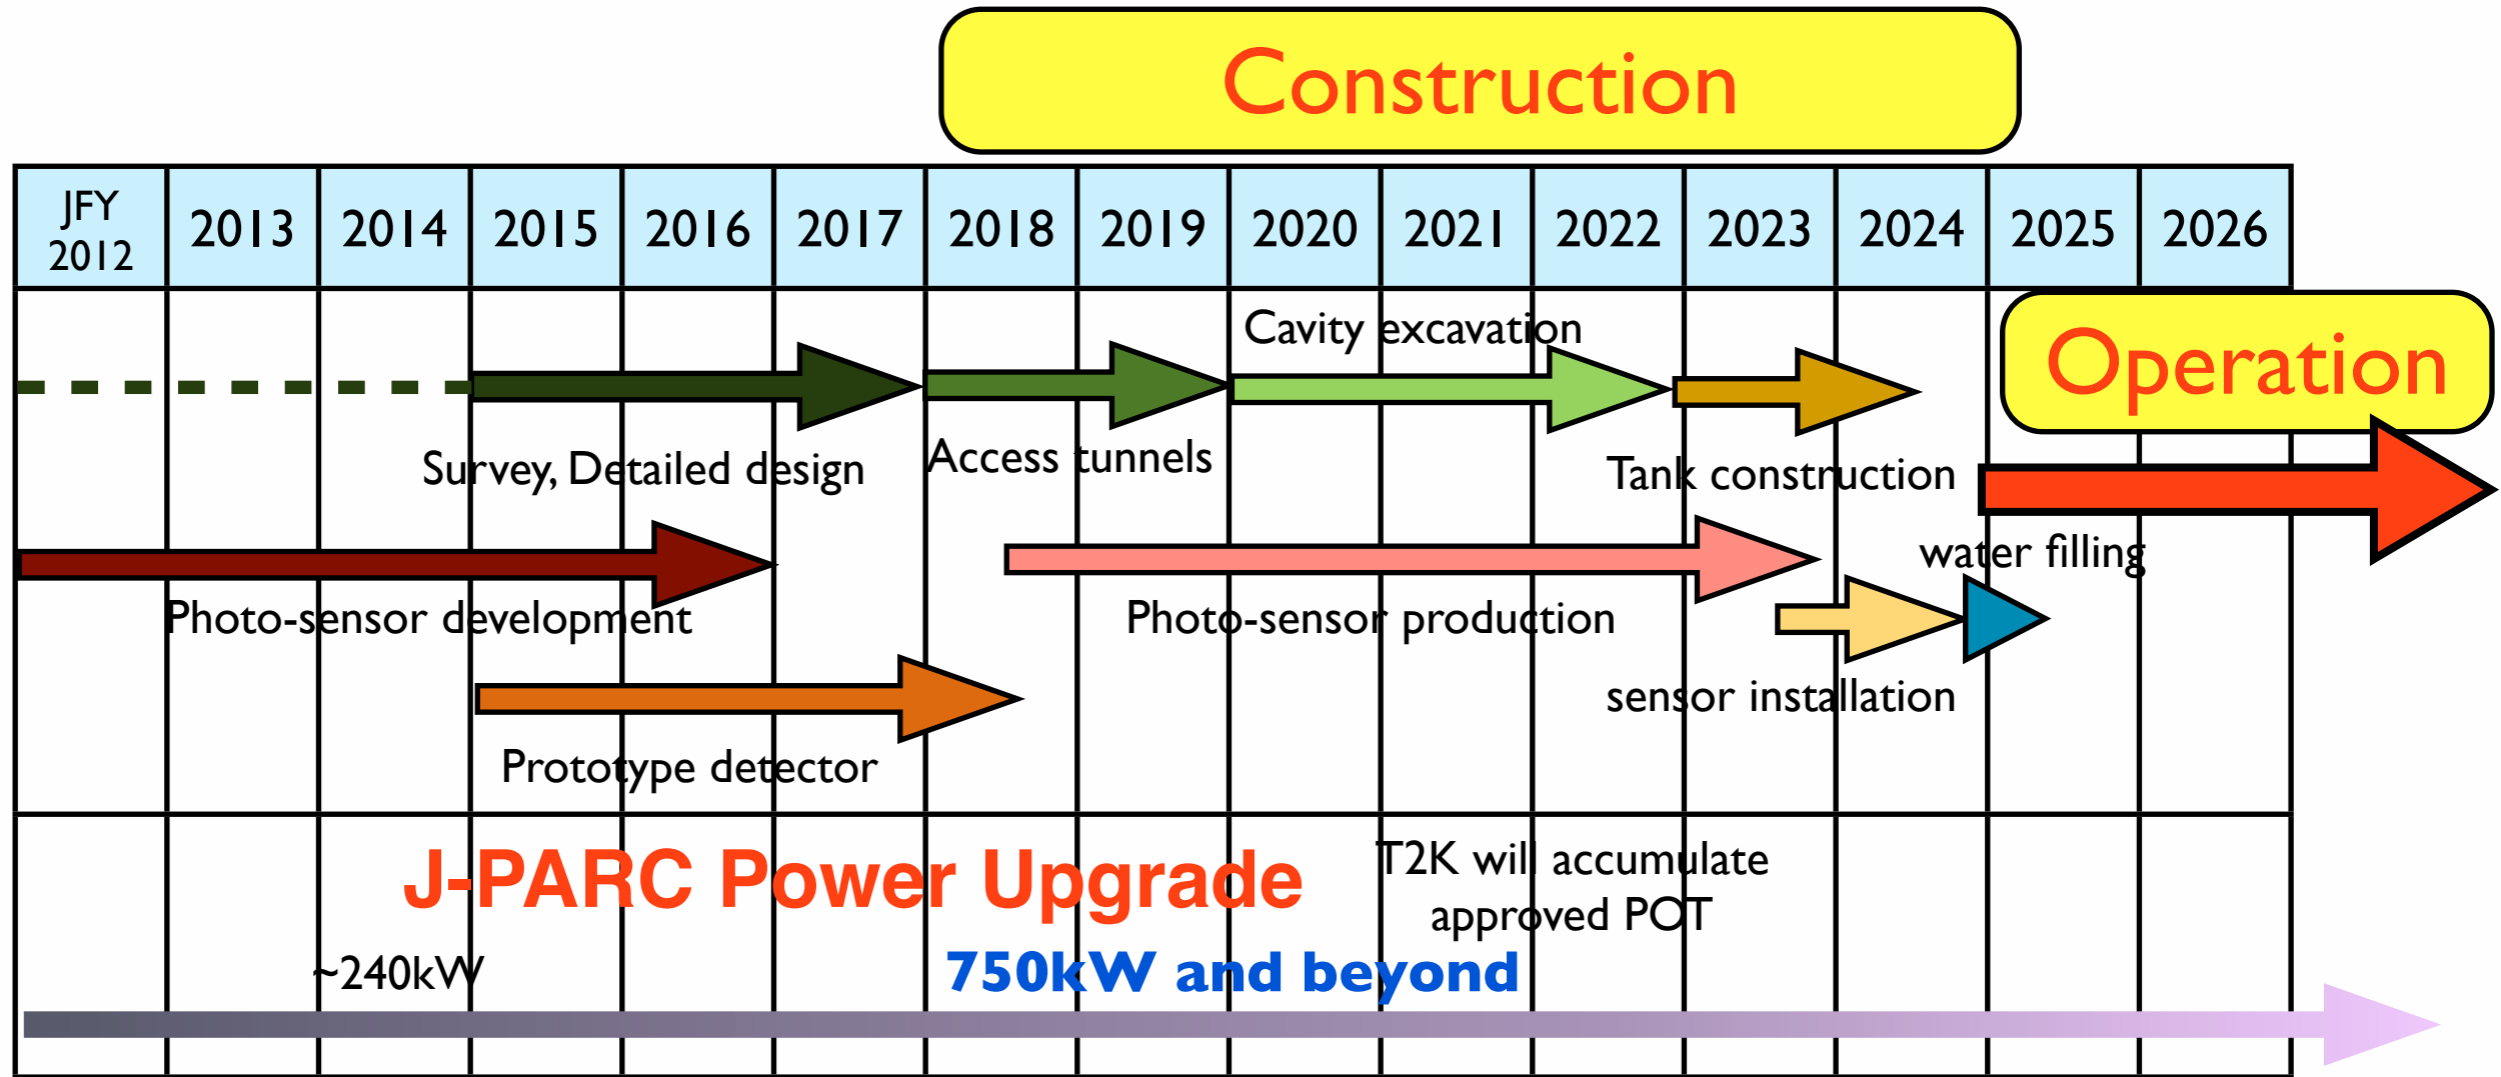 Construction
JFY
2012
2013
2014
2015
2016
2017
2018
2019
2020
2021
2022
2023
2024
2025
2026
Cavity excavation
Operation
Survey, Detailed design
Access tunnels
Tank construction
water filling
Photo-sensor development
Photo-sensor production
sensor installation
Prototype detector
J-PARC Power Upgrade
T2K will accumulate
approved POT
~240kW
750kW and beyond